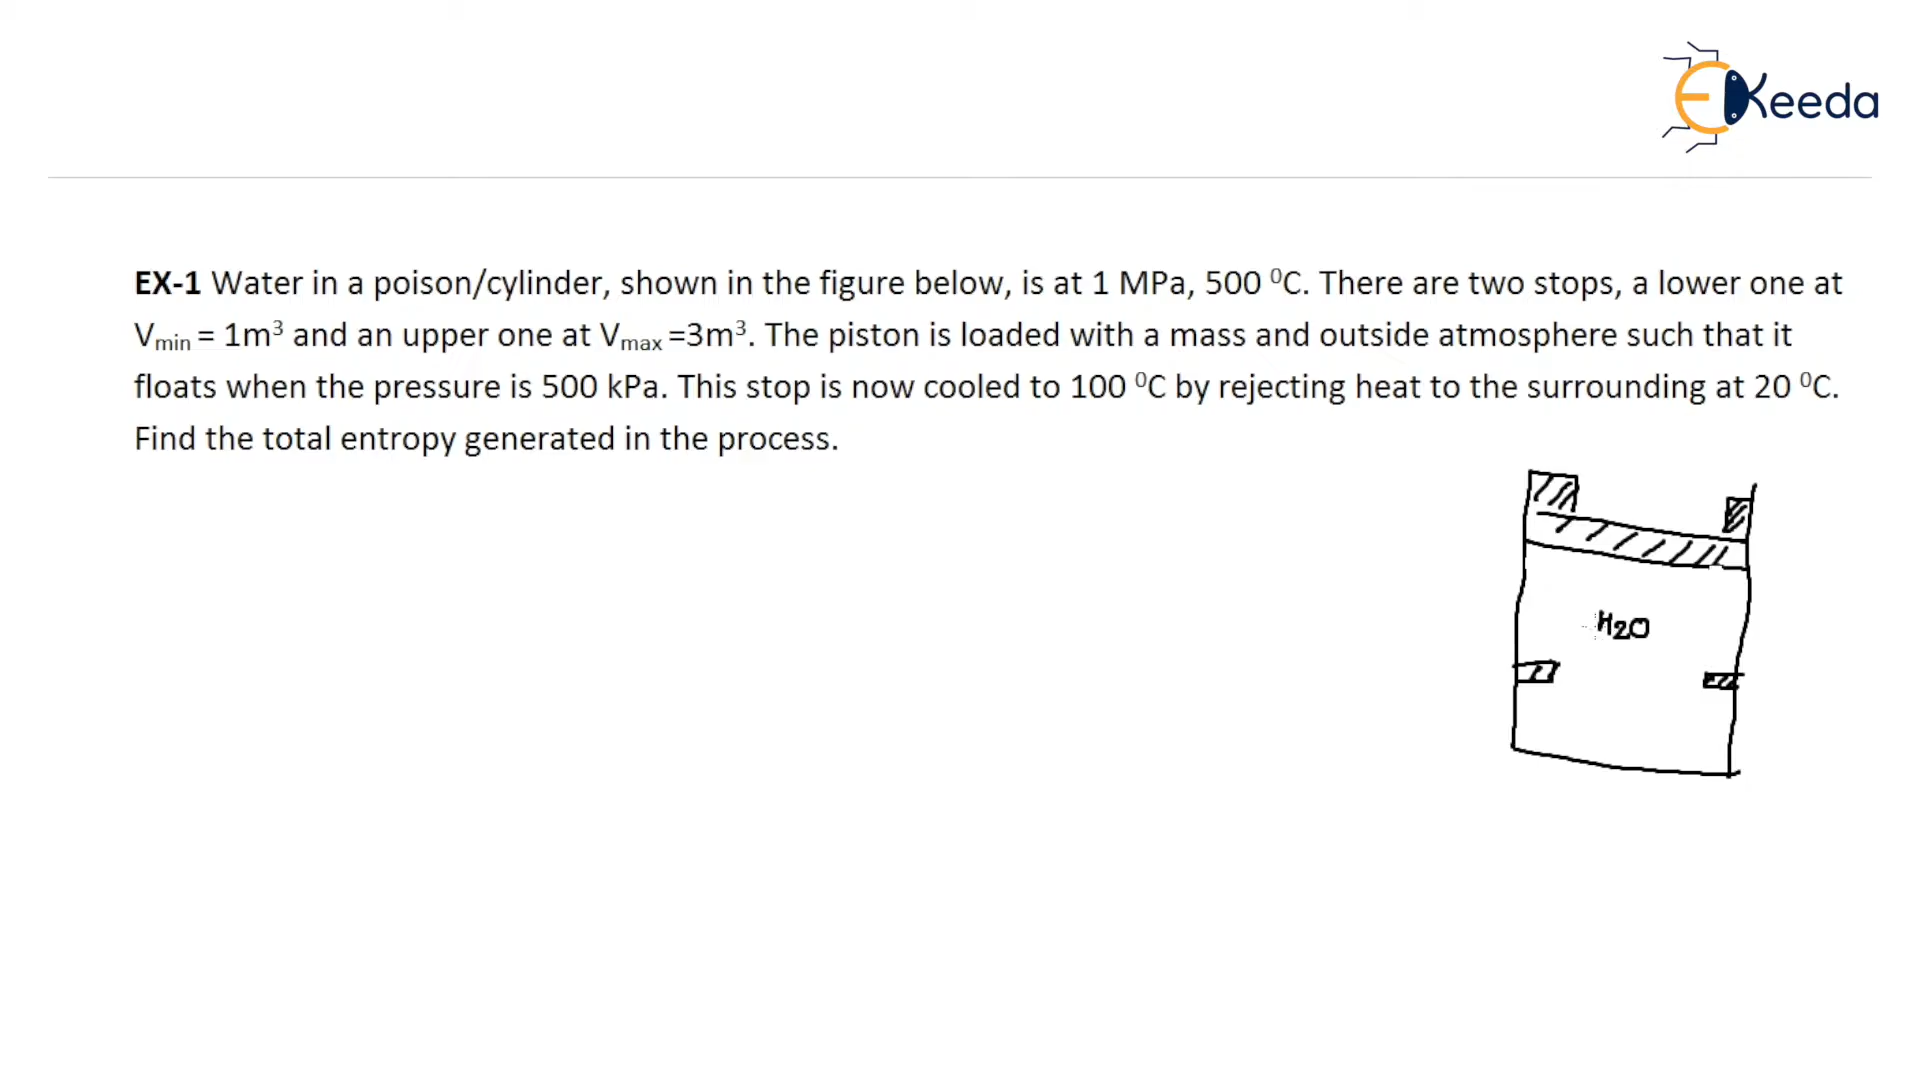 Keeda
EX-1 Water in a poison/cylinder, shown in the figure below, is at 1 MPa, 500 ⁰C. There are two stops, a lower one at
Vmin = 1m³ and an upper one at Vmax =3m³. The piston is loaded with a mass and outside atmosphere such that it
floats when the pressure is 500 kPa. This stop is now cooled to 100 ⁰C by rejecting heat to the surrounding at 20 ⁰C.
Find the total entropy generated in the process.
H2O